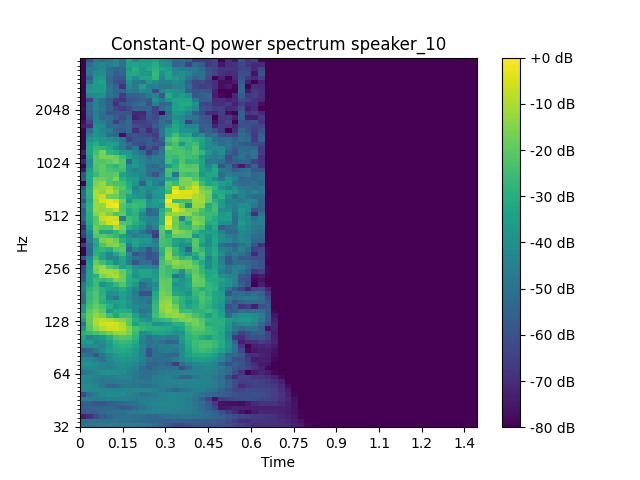 Constant-Q power spectrum speaker_10
Hz
2048
1024
512
256
128
64
32
0 0.15 0.3 0.45 0.6 0.75 0.9 1.1 1.2 1.4
Time
+0 dB
-10 dB
-20 dB
-30 dB
-40 dB
-50 dB
-60 dB
-70 dB
-80 dB